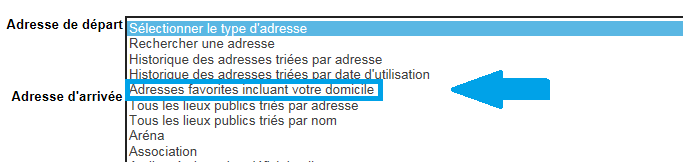 Adresse de départ
Sélectionner le type d'adresse
Rechercher une adresse
Historique des adresses triées par adresse
Historique des adresses triées par date d'utilisation
Adresses favorites incluant votre domicile
Adresse d'arrivée
Tous les lieux publics triés par adresse
Tous les lieux publics triés par nom
Aréna
Association